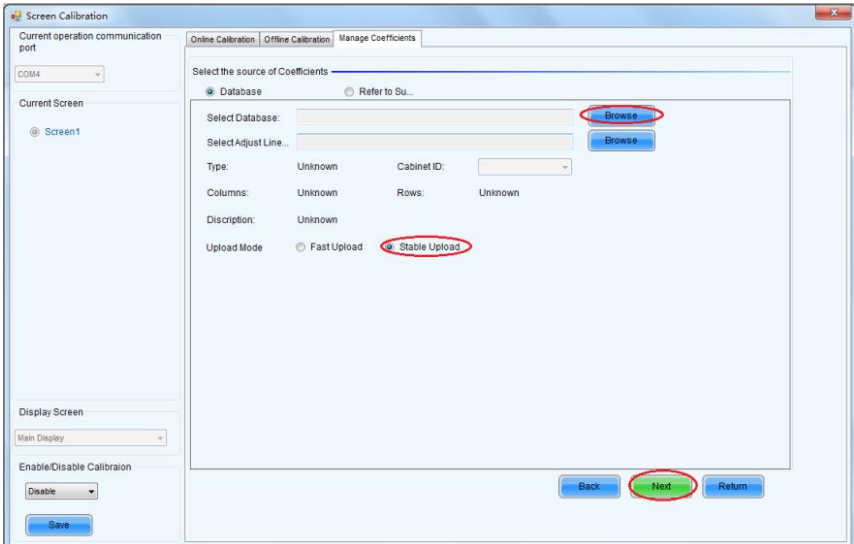 Screen Calibration
Current operation communication
port
COM4
Current Screen
Screen1
Display Screen
Main Display
Enable/Disable Calibraion
Disable
Save
Online Calibration
Offline Calibration
Manage Coefficients
Select the source of Coefficients
Database
Refer to Su...
Select Database:
Browse
Select Adjust Line...
Browse
Type:
Unknown
Cabinet ID:
Columns:
Unknown
Rows:
Unknown
Discription:
Unknown
Upload Mode
Fast Upload
Stable Upload
Back
Next
Return